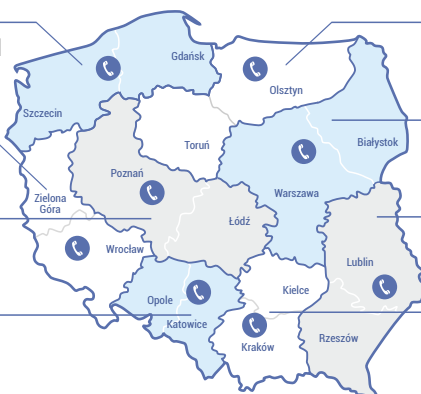 Gdańsk
Olsztyn
Szczecin
Toruń
Białystok
Poznań
Warszawa
Zielona
Góra
Łódź
Wrocław
Lublin
Opole
Kielce
Katowice
Kraków
Rzeszów